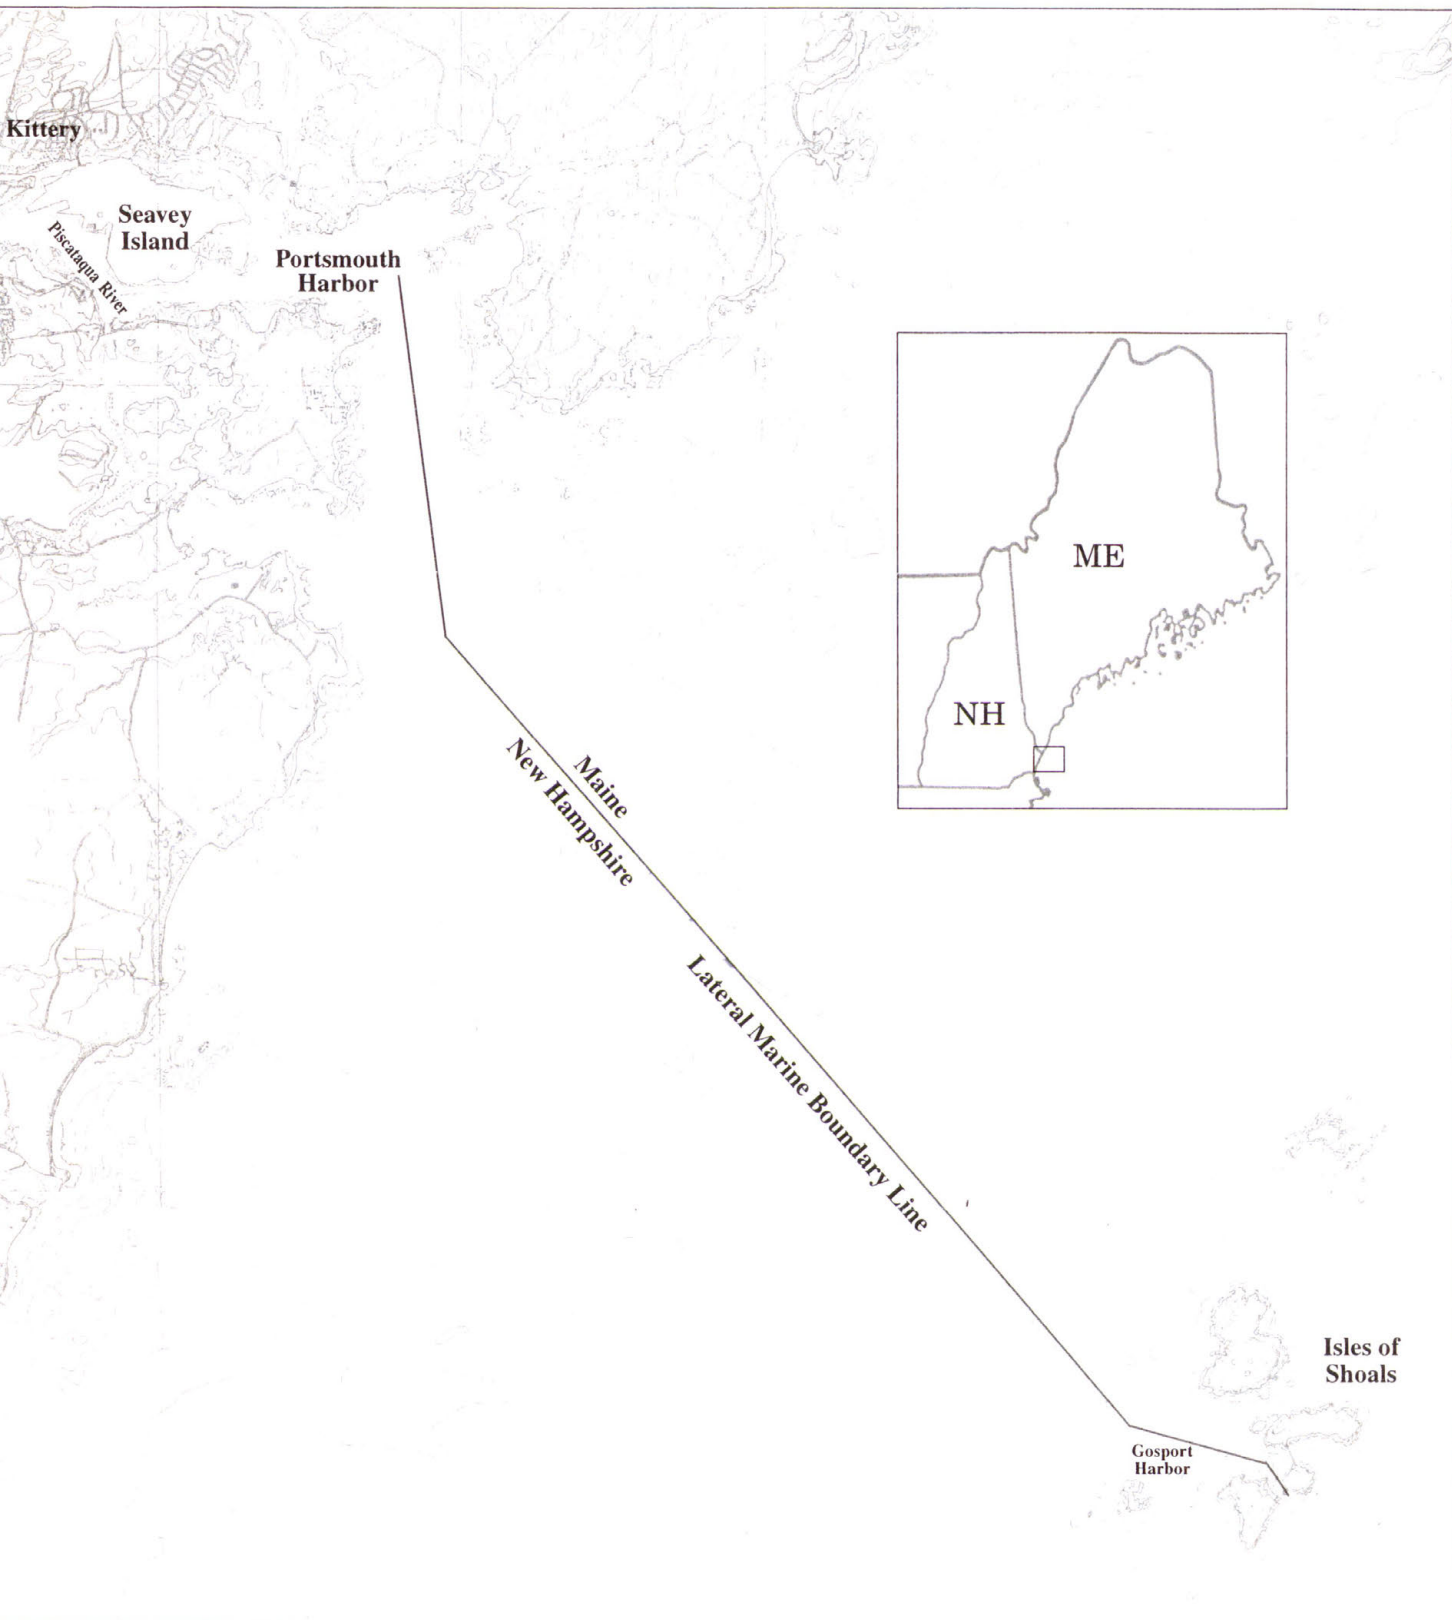 Kittery
Seavey
Island
Piscataqua River
Portsmouth
Harbor
ME
NH
Maine
New Hampshire
Lateral Marine Boundary Line
Isles of
Shoals
Gosport
Harbor